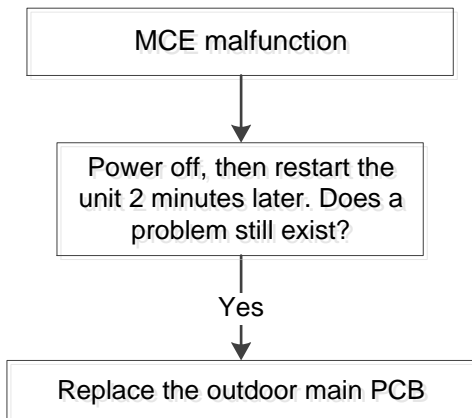 MCE malfunction
Power off, then restart the
unit 2 minutes later. Does a
problem still exist?
Yes
Replace the outdoor main PCB